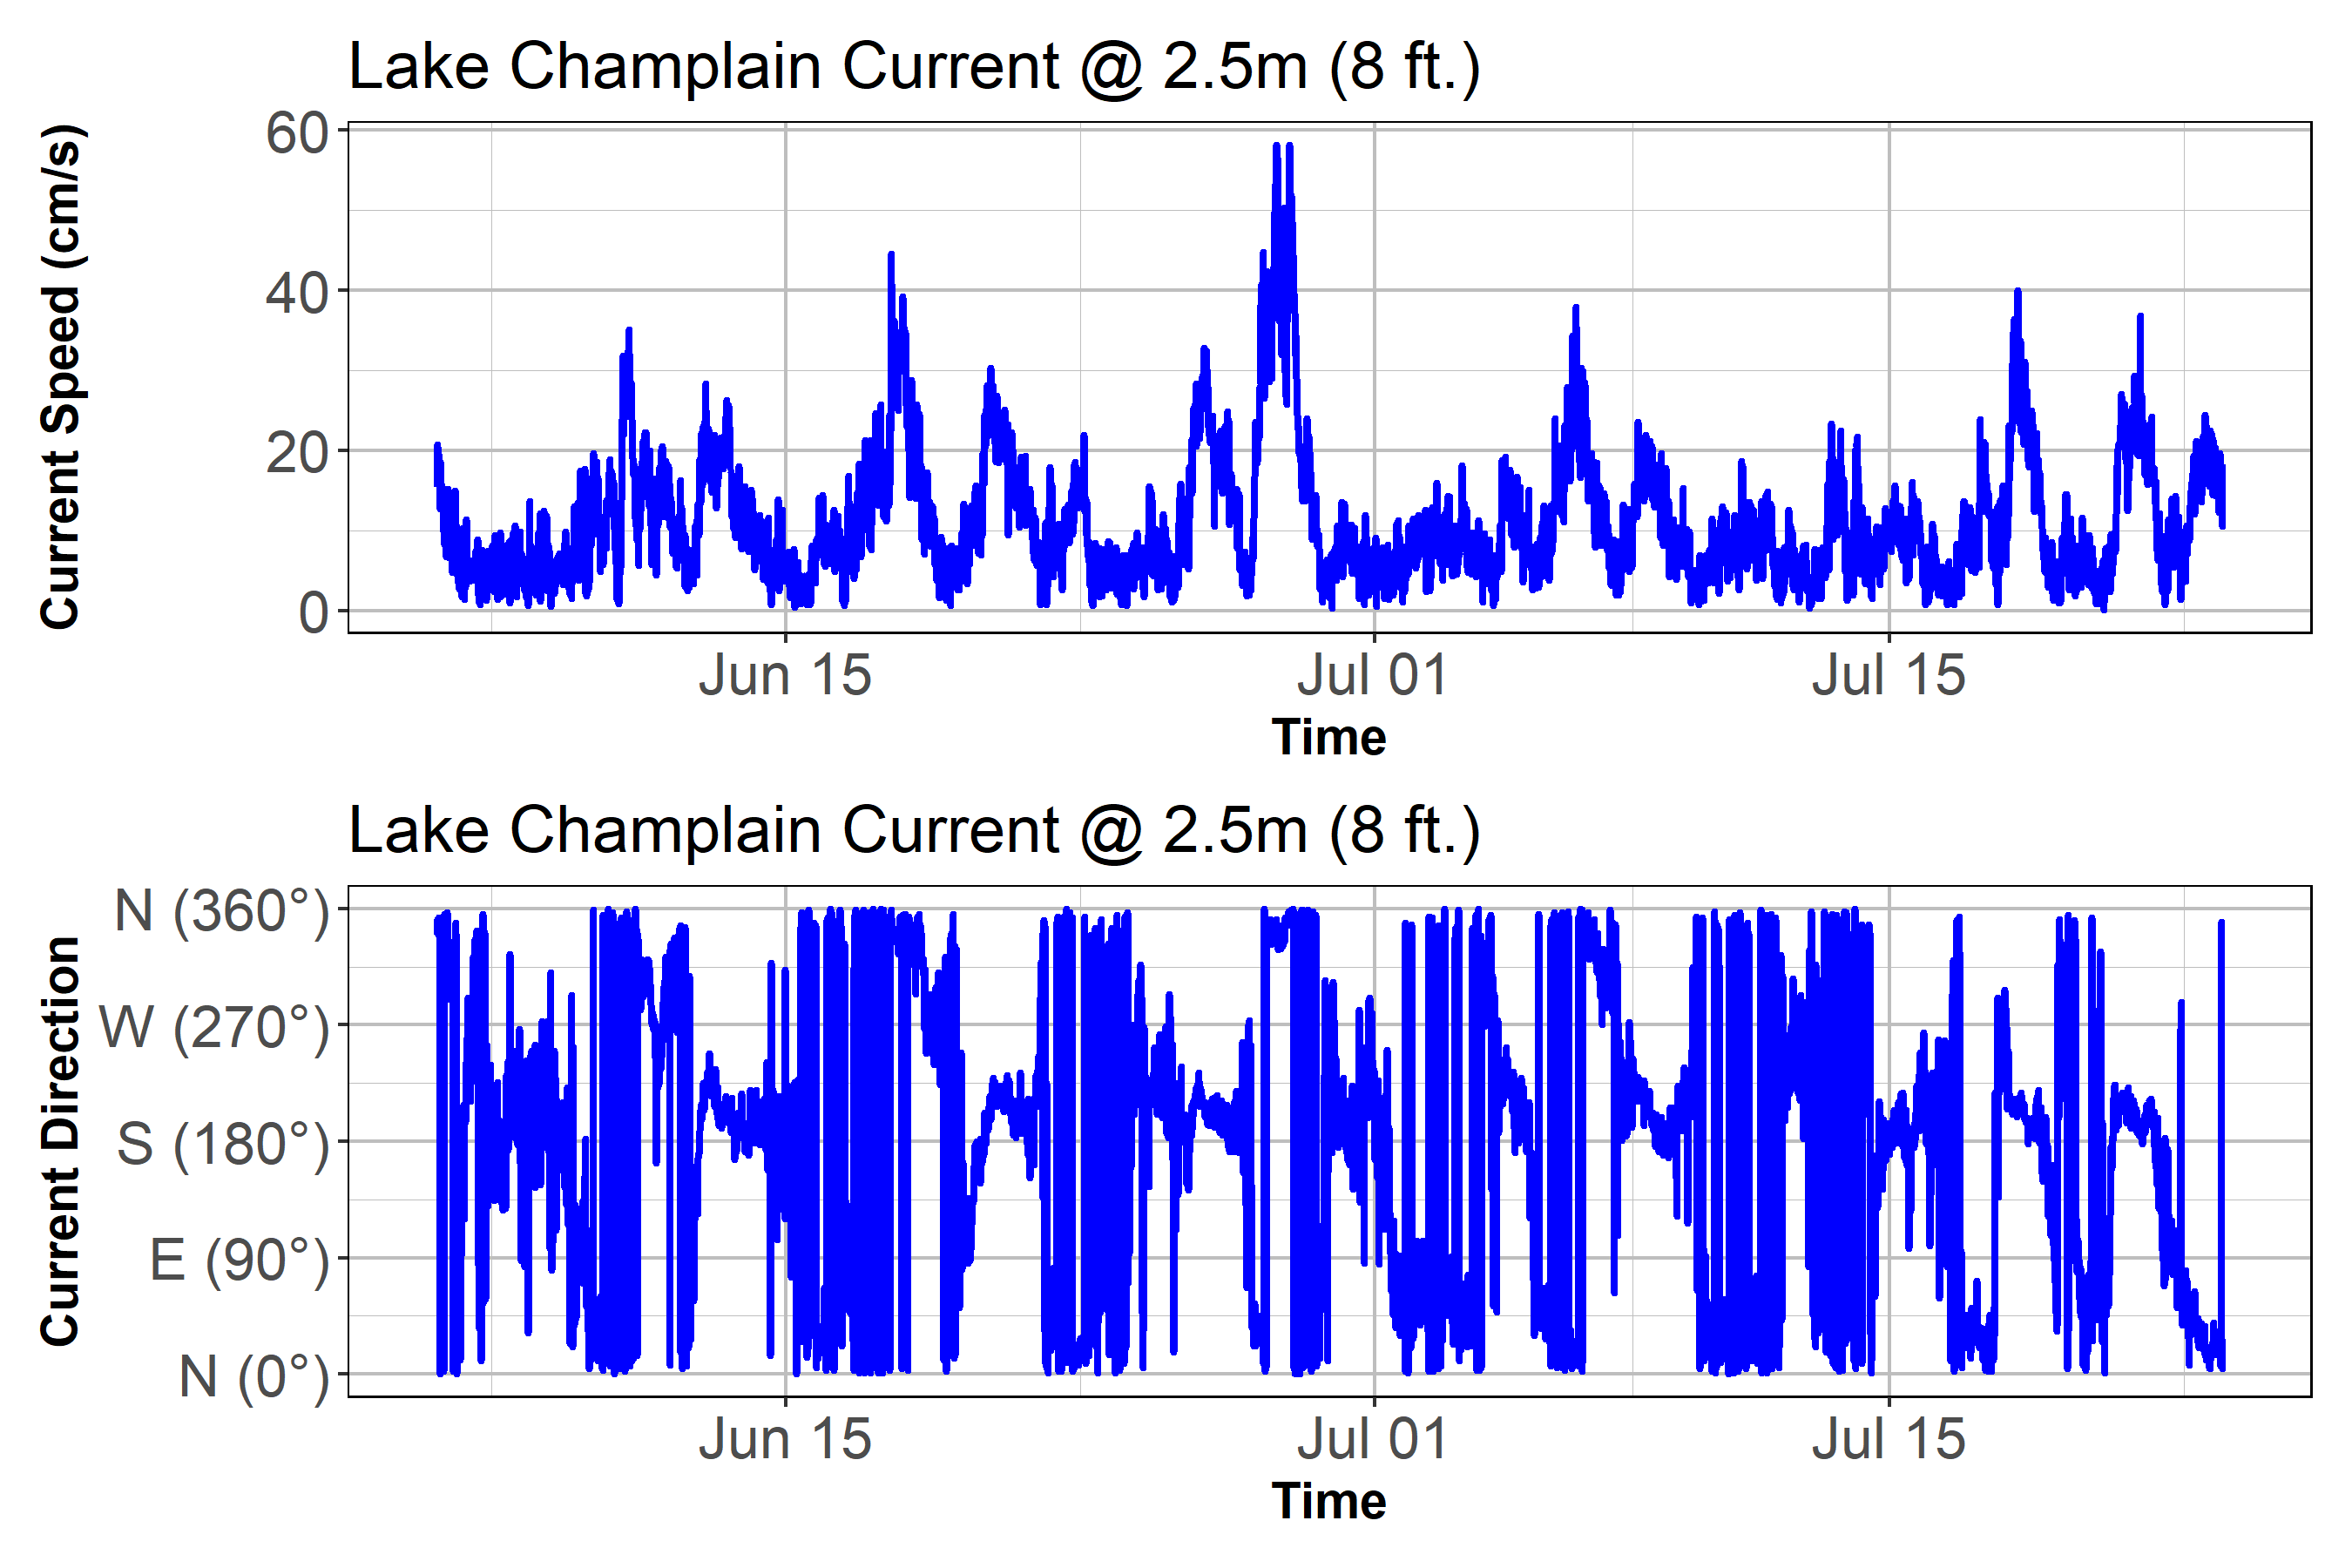 Lake Champlain Current @ 2.5m (8 ft.)
Current Speed (cm/s)
60
40
20
0
Jun 15
Jul 01
Jul 15
Time
Lake Champlain Current @ 2.5m (8 ft.)
Current Direction
N (360°)
W (270°)
S (180°)
E (90°)
N (0°)
Jun 15
Jul 01
Jul 15
Time